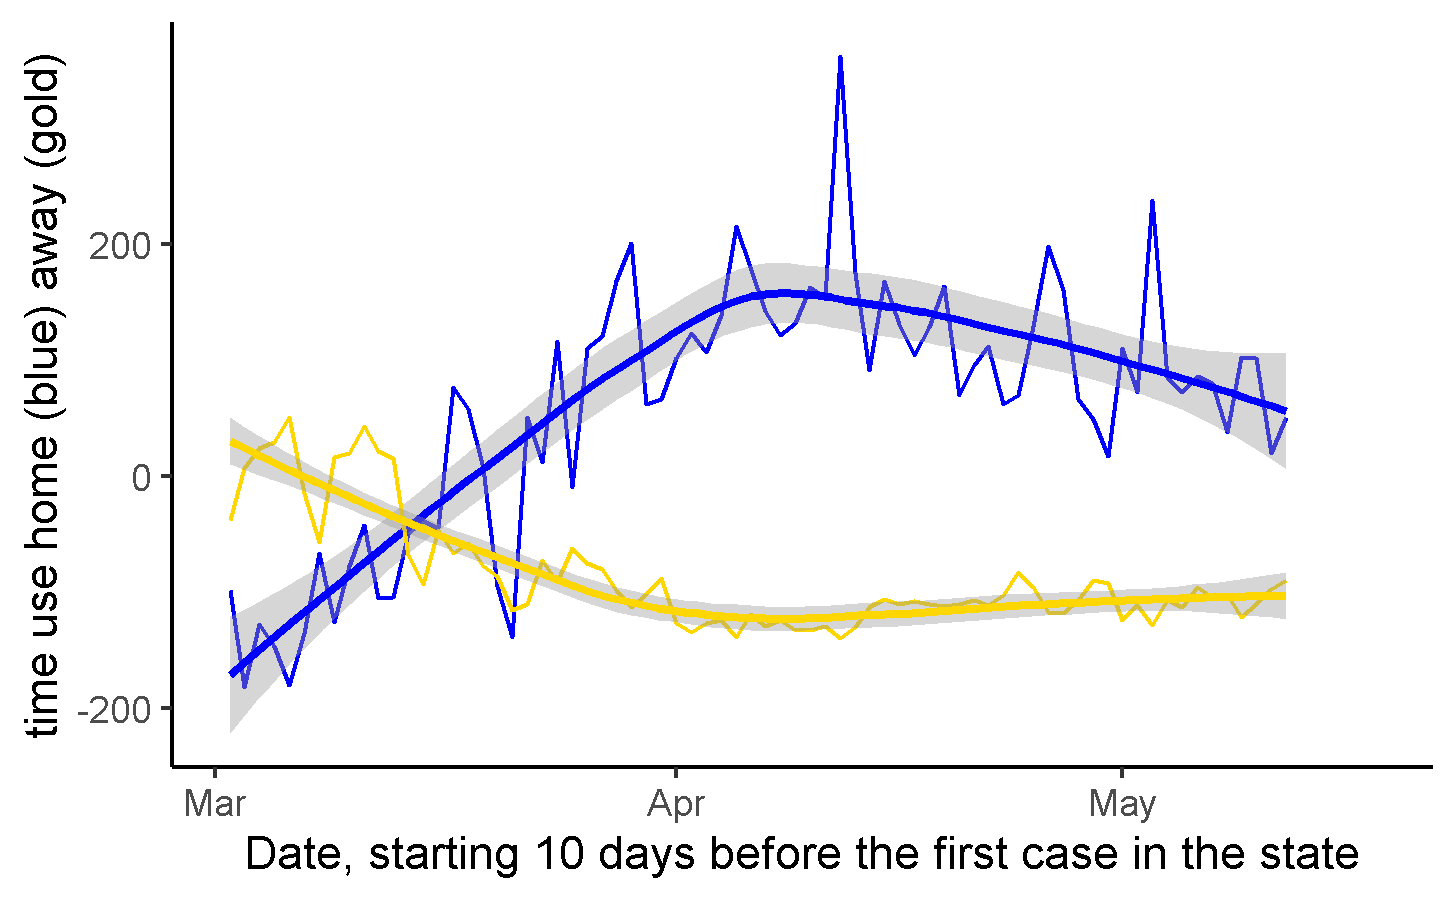 time use home (blue) away (gold)
200
0
-200
Mar
Apr
May
Date, starting 10 days before the first case in the state